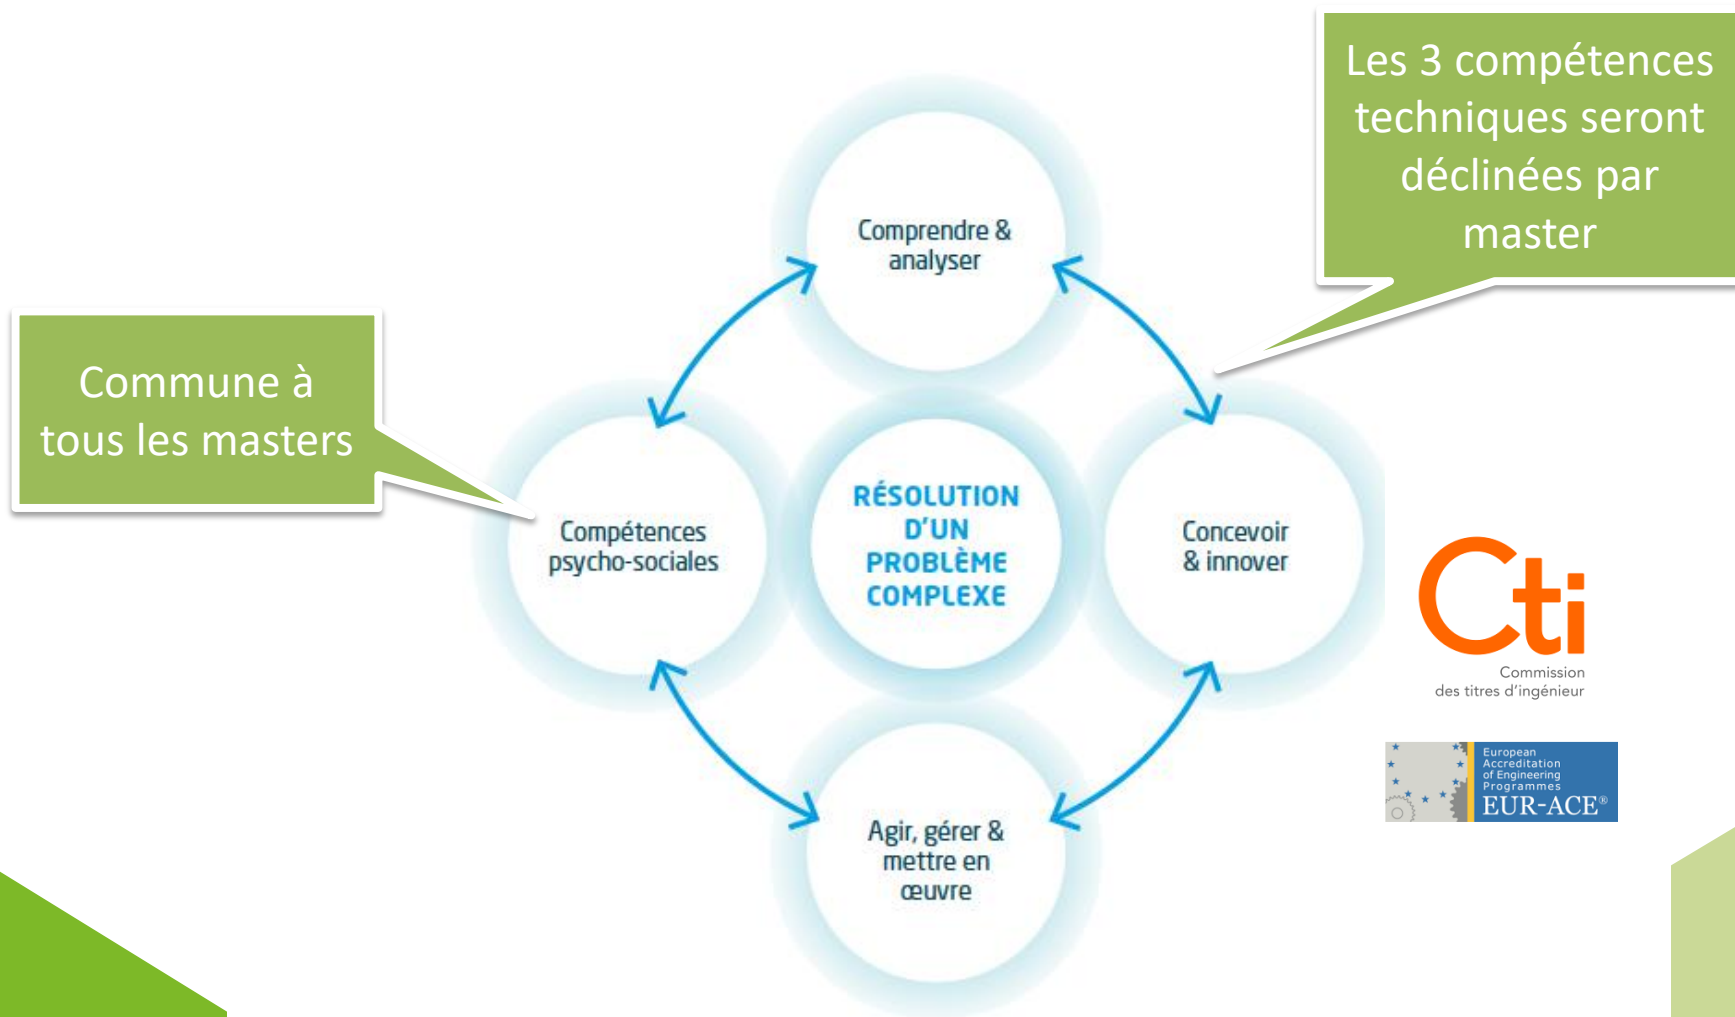 Les 3 compétences
techniques seront
déclinées par
master
Comprendre &
analyser
Commune à
tous les masters
Compétences
psycho-sociales
RÉSOLUTION
D'UN
PROBLÈME
COMPLEXE
Concevoir
& innover
Cti
Commission
des titres d'ingénieur
European
Accreditation
of Engineering
Programmes
EUR-ACE®
Agir, gérer &
mettre en
œuvre